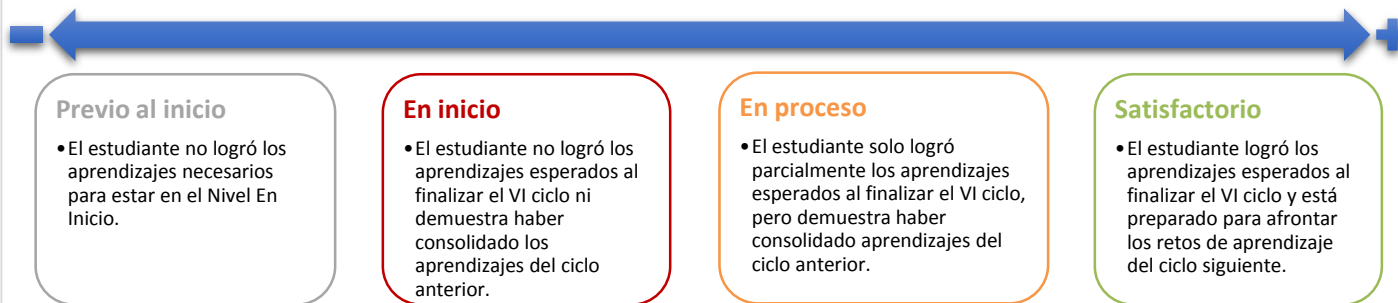 Previo al inicio
•El estudiante no logró los
aprendizajes necesarios
para estar en el Nivel En
Inicio.
En inicio
•El estudiante no logró los
aprendizajes esperados al
finalizar el VI ciclo ni
demuestra haber
consolidado los
aprendizajes del ciclo
anterior.
En proceso
•El estudiante solo logró
parcialmente los aprendizajes
esperados al finalizar el VI ciclo,
pero demuestra haber
consolidado aprendizajes del
ciclo anterior.
Satisfactorio
•El estudiante logró los
aprendizajes esperados al
finalizar el VI ciclo y está
preparado para afrontar
los retos de aprendizaje
del ciclo siguiente.